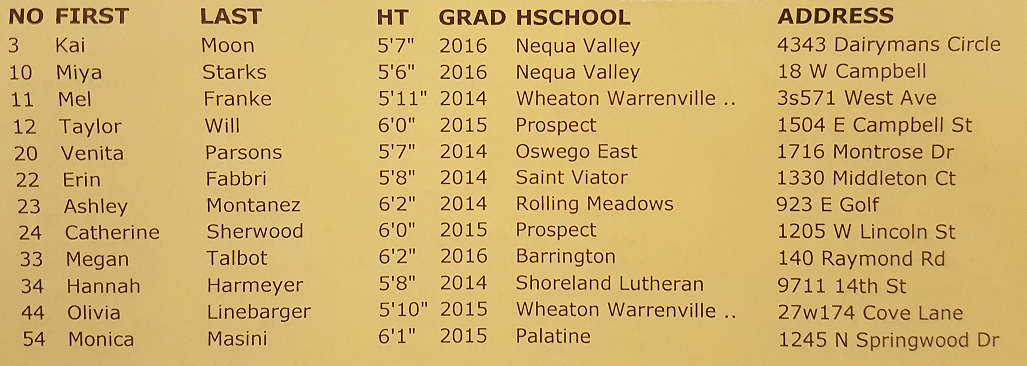 NO FIRST LAST HT GRAD HSCHOOL ADDRESS
3 Kai Moon 5'7" 2016 Nequa Valley 4343 Dairymans Circle
10 Miya Starks 5'6" 2016 Nequa Valley 18 W Campbell
11 Mel Franke 5'11" 2014 Wheaton Warrenville .. 3s571 West Ave
12 Taylor Will 6'0" 2015 Prospect 1504 E Campbell St
20 Venita Parsons 5'7" 2014 Oswego East 1716 Montrose Dr
22 Erin Fabbri 5'8" 2014 Saint Viator 1330 Middleton Ct
23 Ashley Montanez 6'2" 2014 Rolling Meadows 923 E Golf
24 Catherine Sherwood 6'0" 2015 Prospect 1205 W Lincoln St
33 Megan Talbot 6'2" 2016 Barrington 140 Raymond Rd
34 Hannah Harmeyer 5'8" 2014 Shoreland Lutheran 9711 14th St
44 Olivia Linebarger 5'10" 2015 Wheaton Warrenville .. 27w174 Cove Lane
54 Monica Masini 6'1" 2015 Palatine 1245 N Springwood Dr